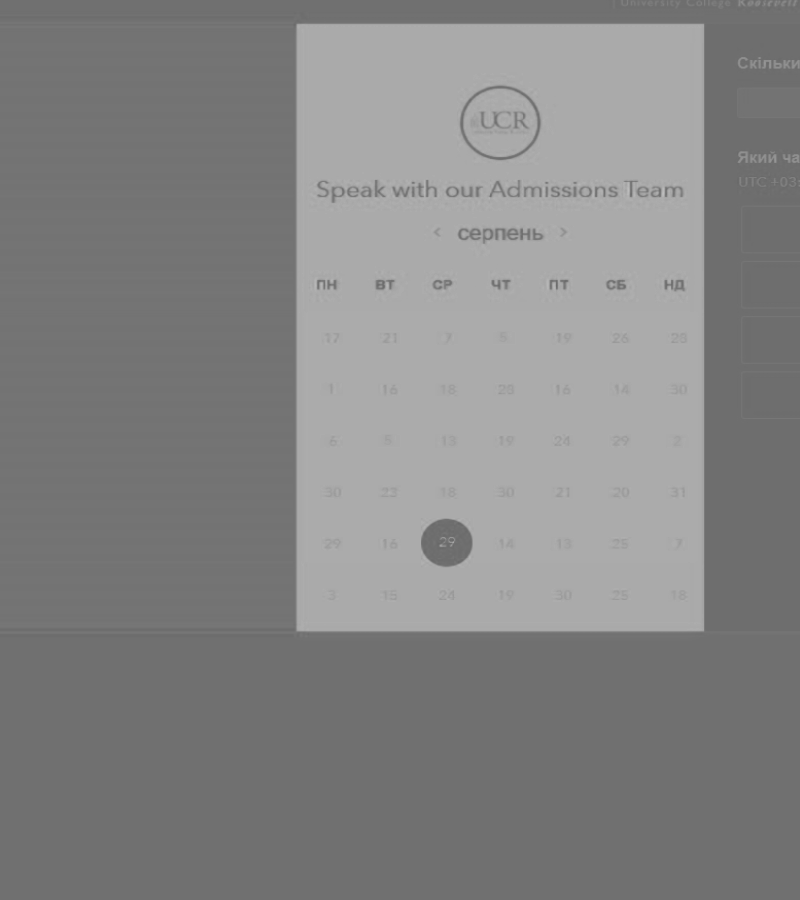 University College Roosevelt
UCR
Speak with our Admissions Team
< серпень >
ПН ВТ СР ЧТ ПТ СБ НД
17 21 7 5 19 26 25
1 16 18 28 16 14 30
6 5 13 19 24 29 2
30 23 18 30 21 20 31
29 16 29 14 13 25 7
3 15 24 19 30 25 18
Скільки
Який ча
UTC +03: